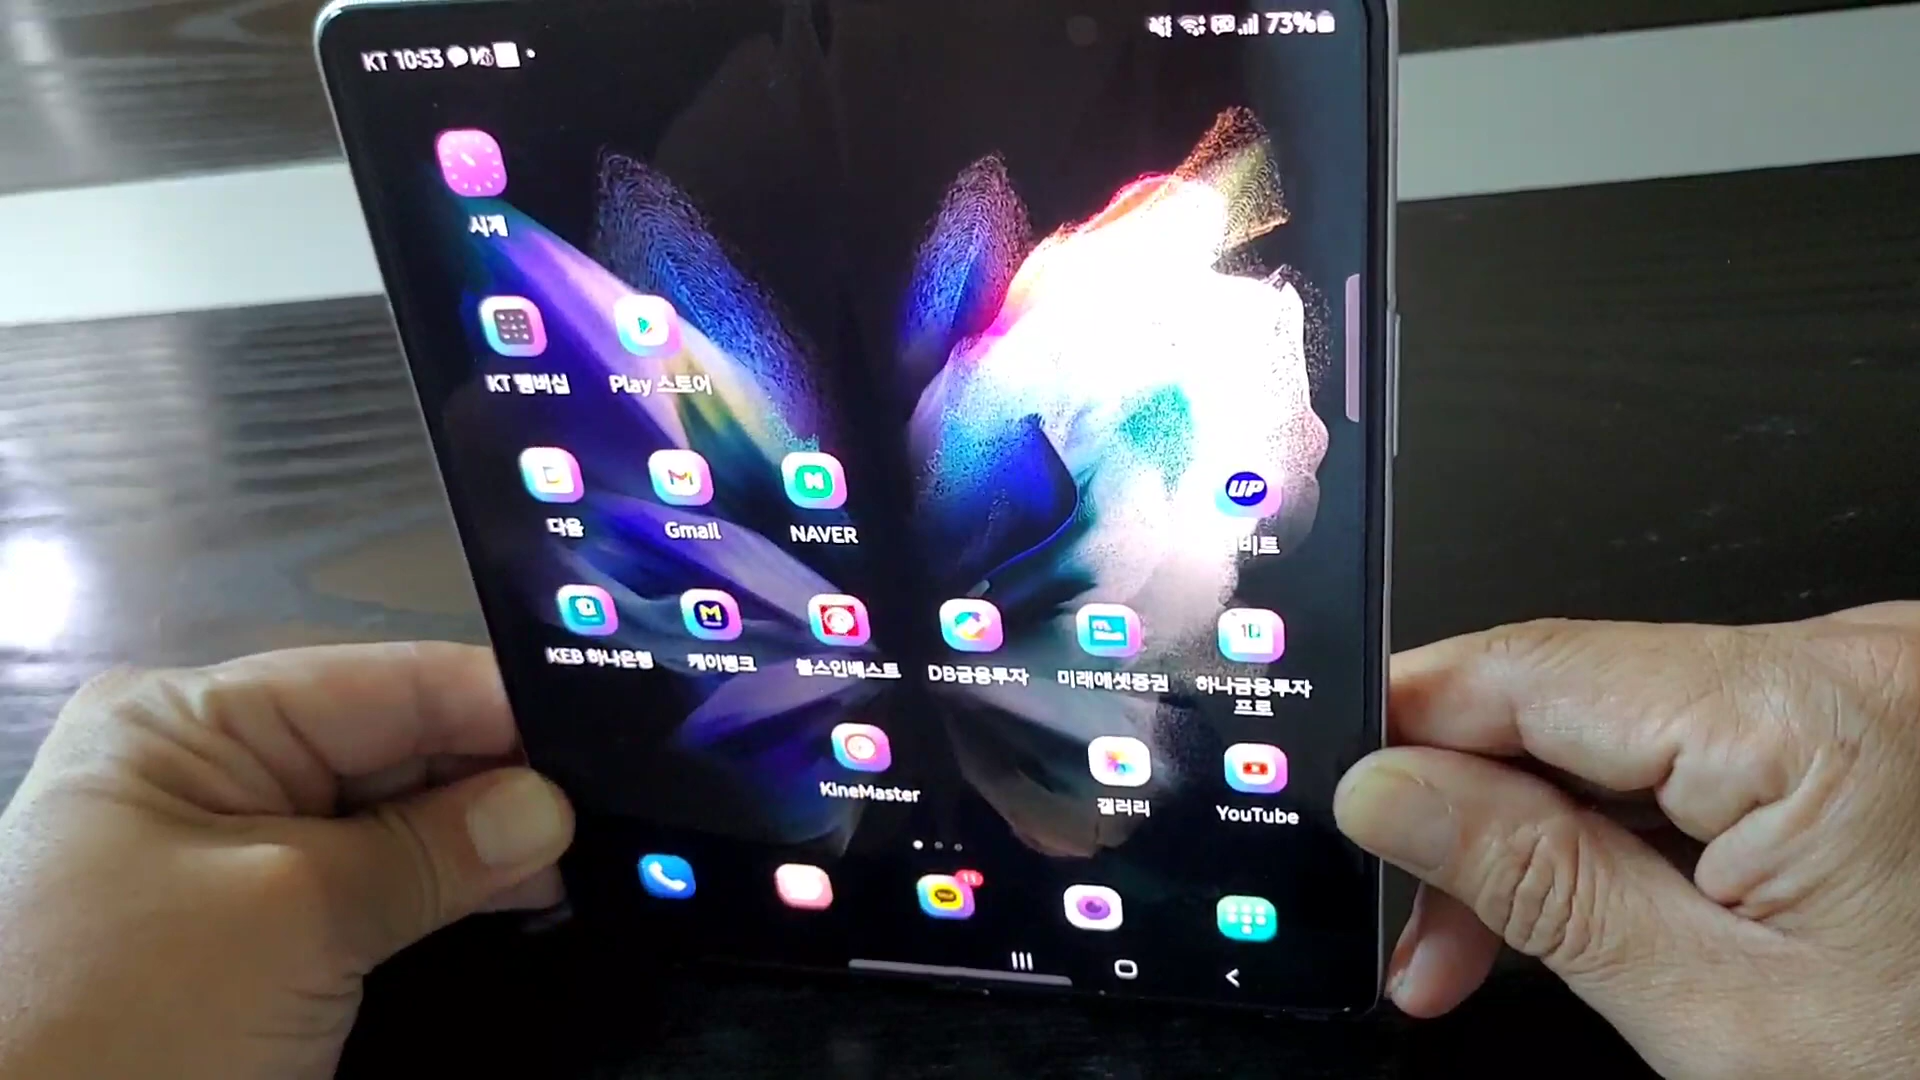 KT 10:53
73%
시계
KT 멤버십
Play 스토어
다음
Gmail
NAVER
UP
비트
KEB 하나은행
케이뱅크
불스인베스트
DB금융투자
미래에셋증권
하나금융투자
프로
KineMaster
갤러리
YouTube
11